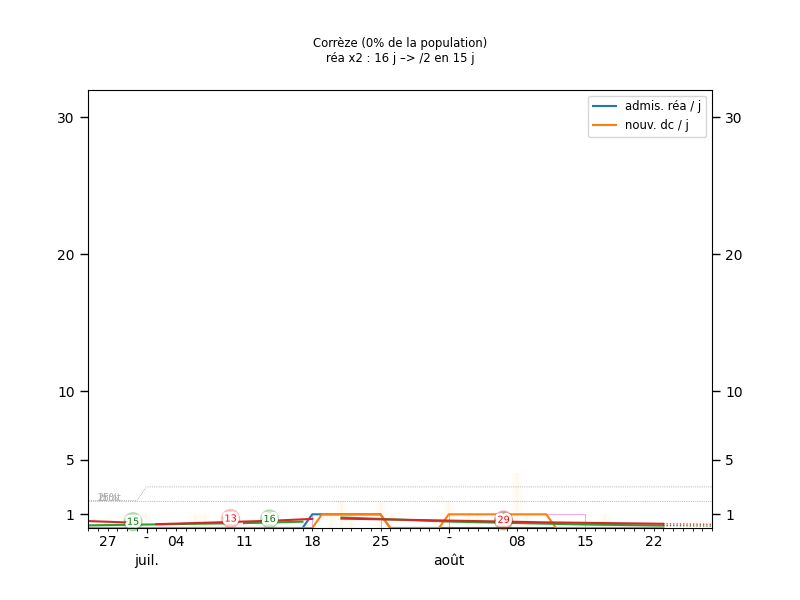 Corrèze (0% de la population)
réa x2 : 16 j –> /2 en 15 j
admis. réa / j
nouv. dc / j
30 30
20 20
10 10
5 5
1 1
15 13 16 29
27 - 04 11 18 25 - 08 15 22
juil. août